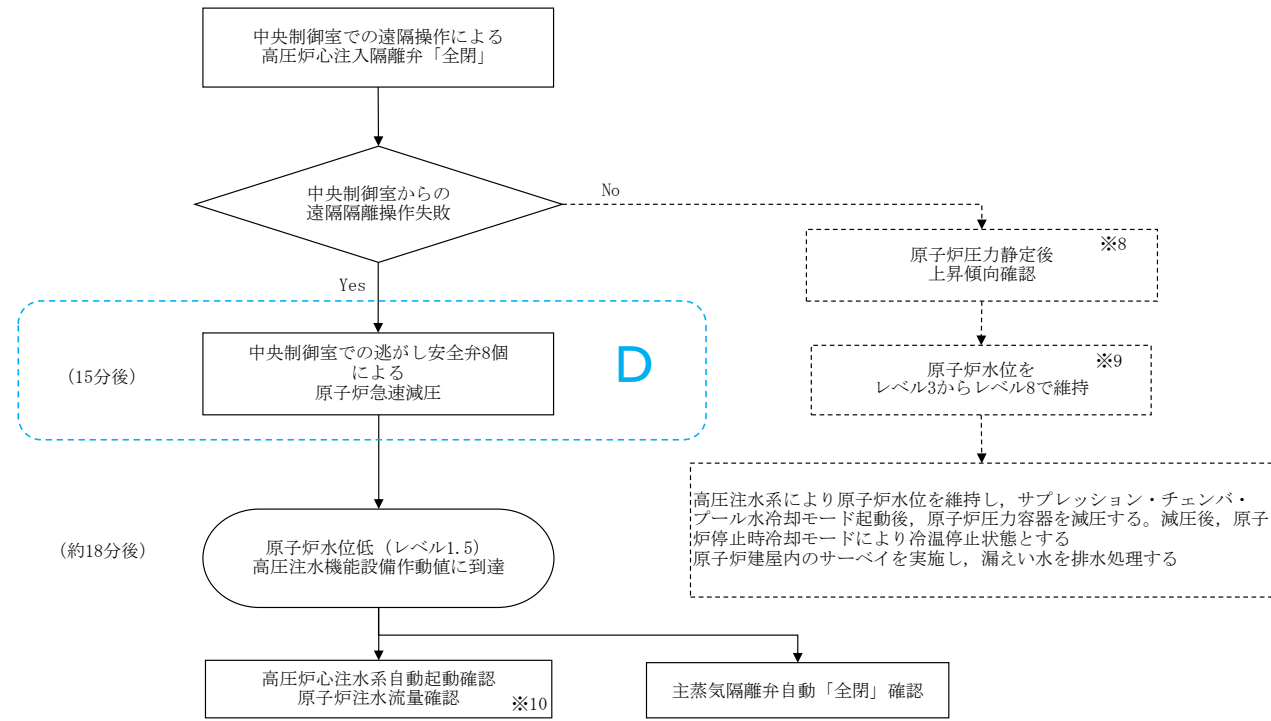 中央制御室での遠隔操作による
高圧炉心注入隔離弁「全閉」
中央制御室からの
遠隔隔離操作失敗
No
Yes
※8
原子炉圧力静定後
上昇傾向確認
(15分後)
中央制御室での逃がし安全弁8個
による
原子炉急速減圧
D
※9
原子炉水位を
レベル3からレベル8で維持
高圧注水系により原子炉水位を維持し，サプレッション・チェンバ・
プール水冷却モード起動後，原子炉圧力容器を減圧する。減圧後，原子
炉停止時冷却モードにより冷温停止状態とする
原子炉建屋内のサーベイを実施し，漏えい水を排水処理する
(約18分後)
原子炉水位低（レベル1.5）
高圧注水機能設備作動値に到達
高圧炉心注水系自動起動確認
原子炉注水流量確認
※10
主蒸気隔離弁自動「全閉」確認